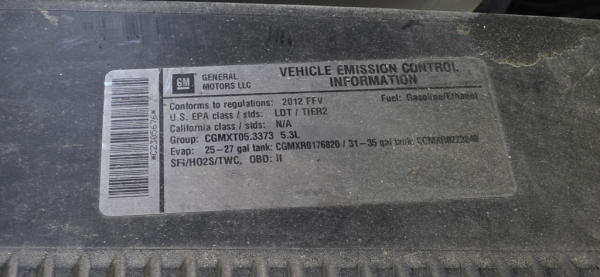 GM
GENERAL MOTORS LLC
VEHICLE EMISSION CONTROL
INFORMATION
Conforms to regulations: 2012 FFV Fuel: Gasoline/Ethanol
U.S. EPA class / stds: LDT / TIER2
California class / stds: N/A
Group: CGMXT05.3373 5.3L
Evap: 25-27 gal tank: CGMXR0176820 / 31-35 gal tank:
SFI/HO2S/TWC, OBD: II